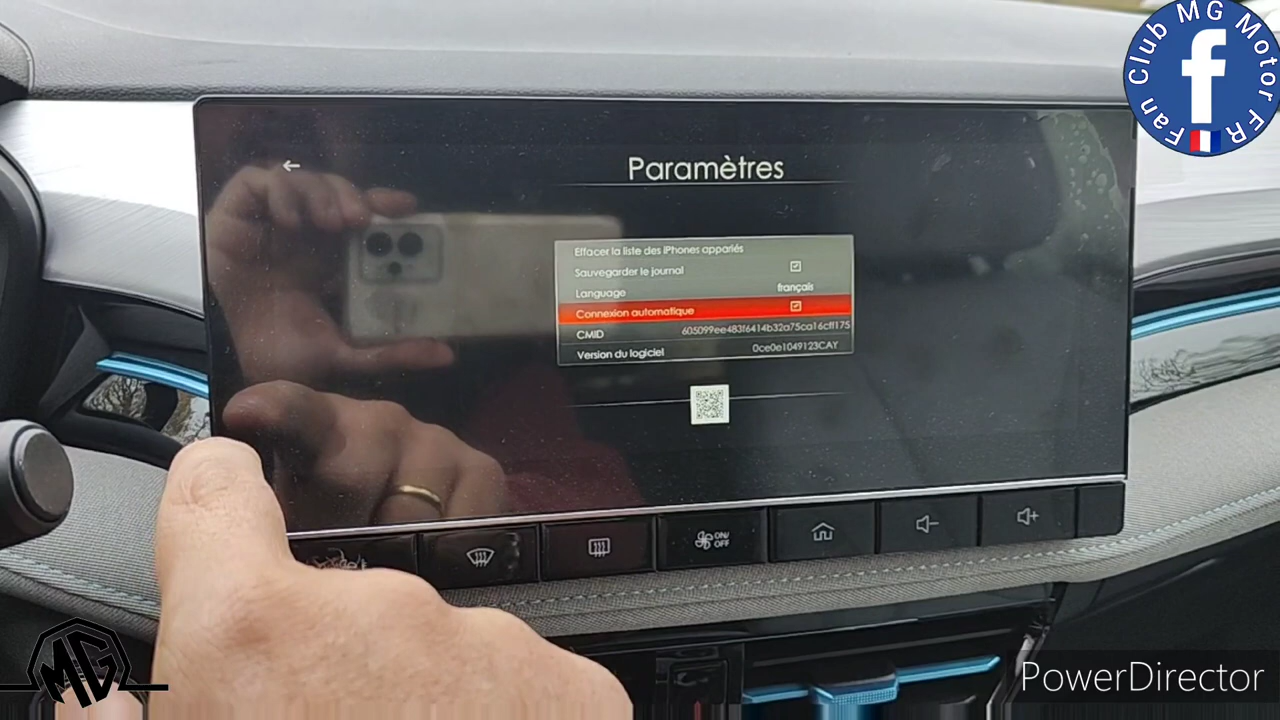 Fan Club MG Motor FR
Paramètres
Effacer la liste des iPhones appariés
Sauvegarder le journal
Language français
Connexion automatique
CMID 605099ee483f6414b32a75ca16cff175
Version du logiciel 0ce0e1049123CAY
ON/
OFF
MG
PowerDirector